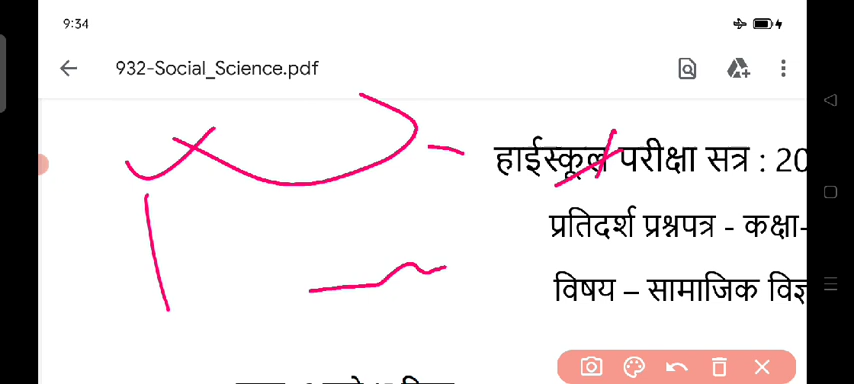 9:34
932-Social_Science.pdf
हाईस्कूल परीक्षा सत्र : 20
प्रतिदर्श प्रश्नपत्र - कक्षा-
विषय – सामाजिक विज्ञ